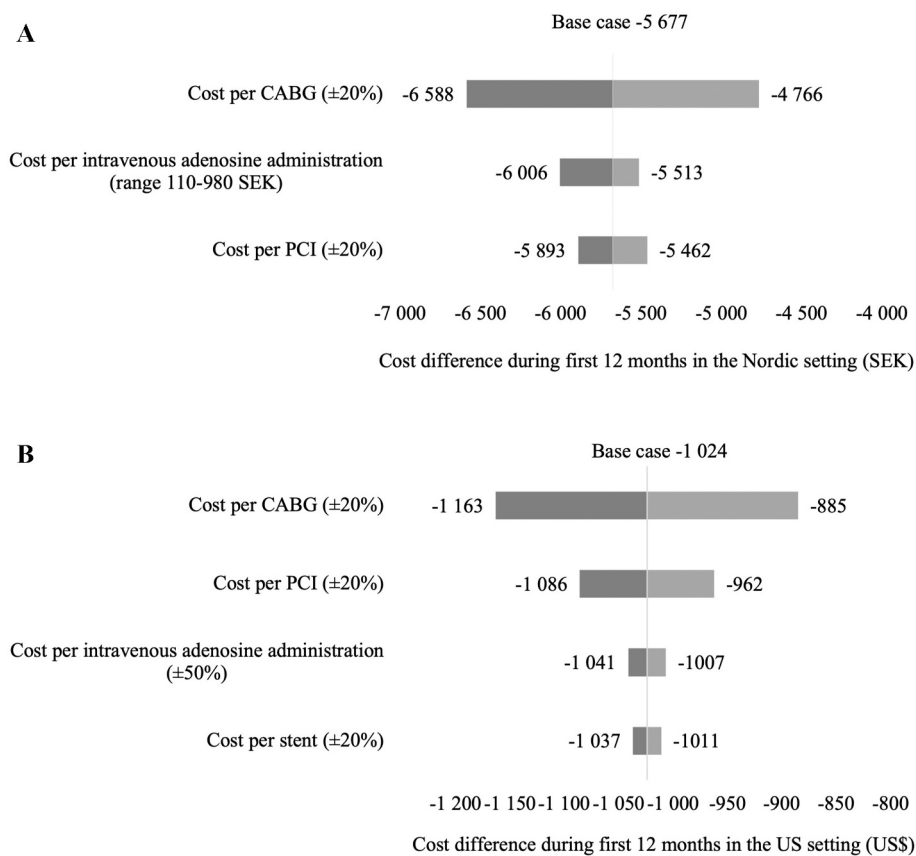 A
Base case -5 677
Cost per CABG (±20%) -6 588 -4 766
Cost per intravenous adenosine administration
(range 110-980 SEK) -6 006 -5 513
Cost per PCI (±20%) -5 893 -5 462
-7 000 -6 500 -6 000 -5 500 -5 000 -4 500 -4 000
Cost difference during first 12 months in the Nordic setting (SEK)
B
Base case -1 024
Cost per CABG (±20%) -1 163 -885
Cost per PCI (±20%) -1 086 -962
Cost per intravenous adenosine administration
(±50%) -1 041 -1007
Cost per stent (±20%) -1 037 -1011
-1 200 -1 150 -1 100 -1 050 -1 000 -950 -900 -850 -800
Cost difference during first 12 months in the US setting (US$)